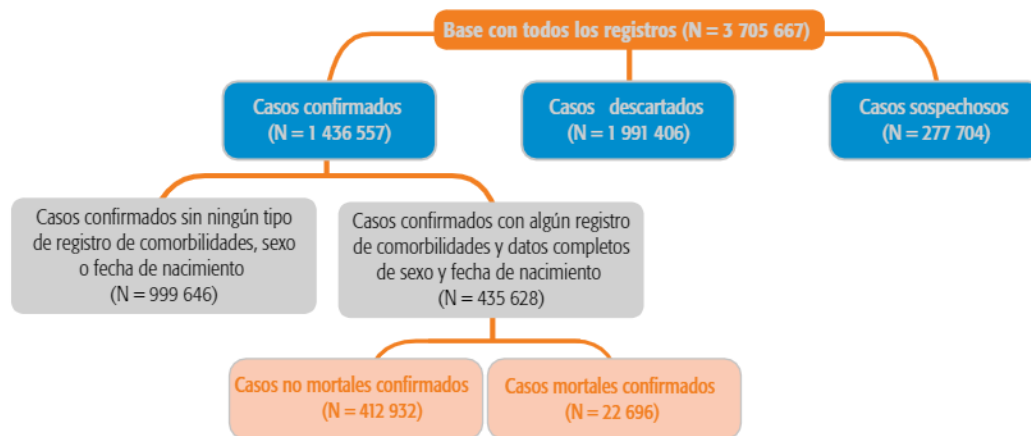 Base con todos los registros (N = 3 705 667)
Casos confirmados
(N = 1 436 557)
Casos descartados
(N = 1 991 406)
Casos sospechosos
(N = 277 704)
Casos confirmados sin ningún tipo
de registro de comorbilidades, sexo
o fecha de nacimiento
(N = 999 646)
Casos confirmados con algún registro
de comorbilidades y datos completos
de sexo y fecha de nacimiento
(N = 435 628)
Casos no mortales confirmados
(N = 412 932)
Casos mortales confirmados
(N = 22 696)